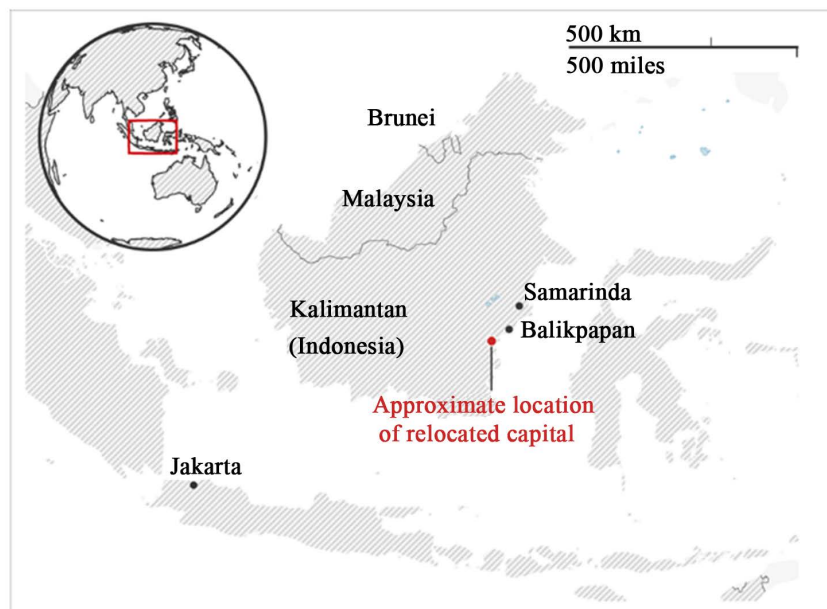 500 km
500 miles
Brunei
Malaysia
Samarinda
Kalimantan
(Indonesia)
Balikpapan
Approximate location
of relocated capital
Jakarta